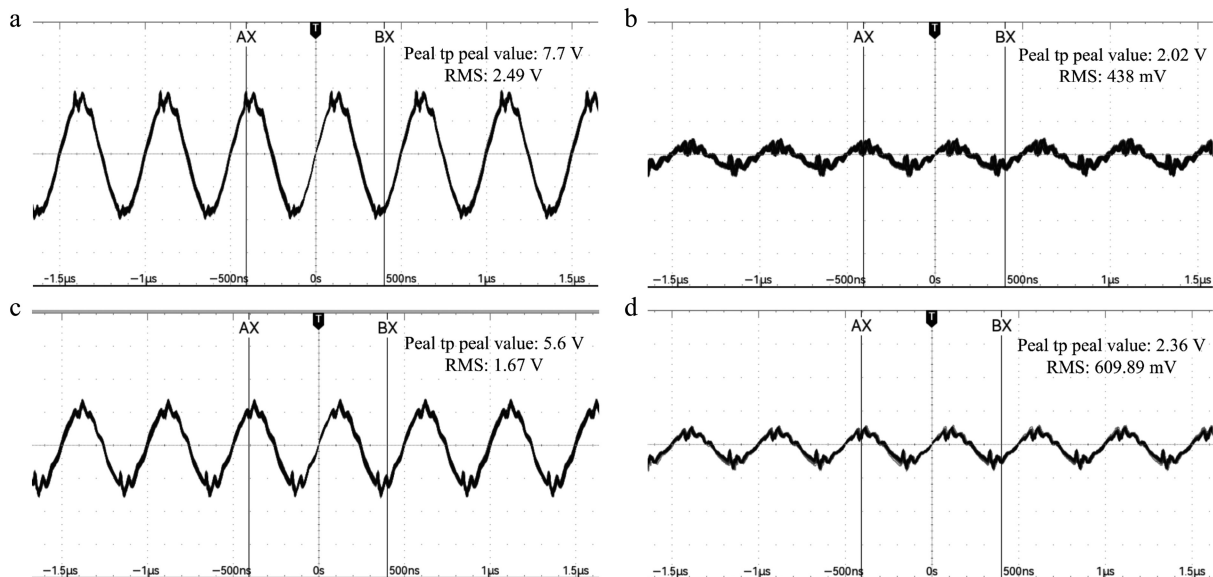 a
AX
T
BX
Peal tp peal value: 7.7 V
RMS: 2.49 V
−1.5µs −1µs −500ns 0s 500ns 1µs 1.5µs
b
AX
T
BX
Peal tp peal value: 2.02 V
RMS: 438 mV
−1.5µs −1µs −500ns 0s 500ns 1µs 1.5µs
c
AX
T
BX
Peal tp peal value: 5.6 V
RMS: 1.67 V
−1.5µs −1µs −500ns 0s 500ns 1µs 1.5µs
d
AX
T
BX
Peal tp peal value: 2.36 V
RMS: 609.89 mV
−1.5µs −1µs −500ns 0s 500ns 1µs 1.5µs